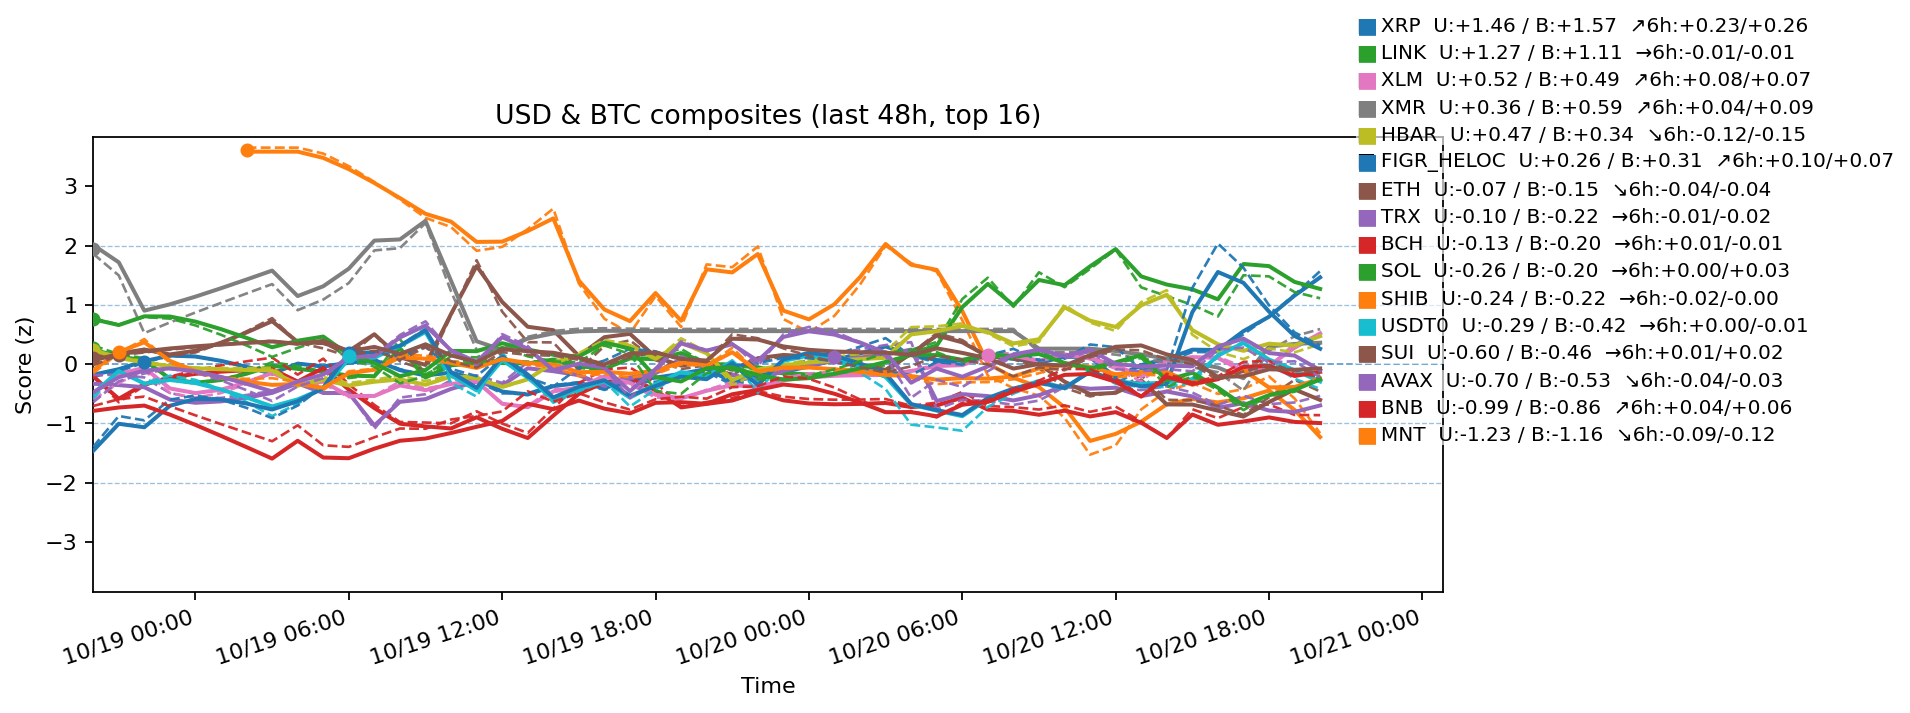 XRP U:+1.46 / B:+1.57 ↗6h:+0.23/+0.26
LINK U:+1.27 / B:+1.11 →6h:-0.01/-0.01
XLM U:+0.52 / B:+0.49 ↗6h:+0.08/+0.07
XMR U:+0.36 / B:+0.59 ↗6h:+0.04/+0.09
HBAR U:+0.47 / B:+0.34 ↘6h:-0.12/-0.15
FIGR_HELOC U:+0.26 / B:+0.31 ↗6h:+0.10/+0.07
ETH U:-0.07 / B:-0.15 ↘6h:-0.04/-0.04
TRX U:-0.10 / B:-0.22 →6h:-0.01/-0.02
BCH U:-0.13 / B:-0.20 →6h:+0.01/-0.01
SOL U:-0.26 / B:-0.20 →6h:+0.00/+0.03
SHIB U:-0.24 / B:-0.22 →6h:-0.02/-0.00
USDT0 U:-0.29 / B:-0.42 →6h:+0.00/-0.01
SUI U:-0.60 / B:-0.46 →6h:+0.01/+0.02
AVAX U:-0.70 / B:-0.53 ↘6h:-0.04/-0.03
BNB U:-0.99 / B:-0.86 ↗6h:+0.04/+0.06
MNT U:-1.23 / B:-1.16 ↘6h:-0.09/-0.12
USD & BTC composites (last 48h, top 16)
Score (z)
3
2
1
0
−1
−2
−3
10/19 00:00
10/19 06:00
10/19 12:00
10/19 18:00
10/20 00:00
10/20 06:00
10/20 12:00
10/20 18:00
10/21 00:00
Time